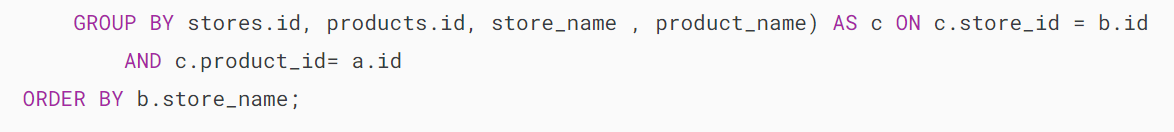 GROUP BY stores.id, products.id, store_name , product_name) AS c ON c.store_id = b.id
AND c.product_id= a.id
ORDER BY b.store_name;